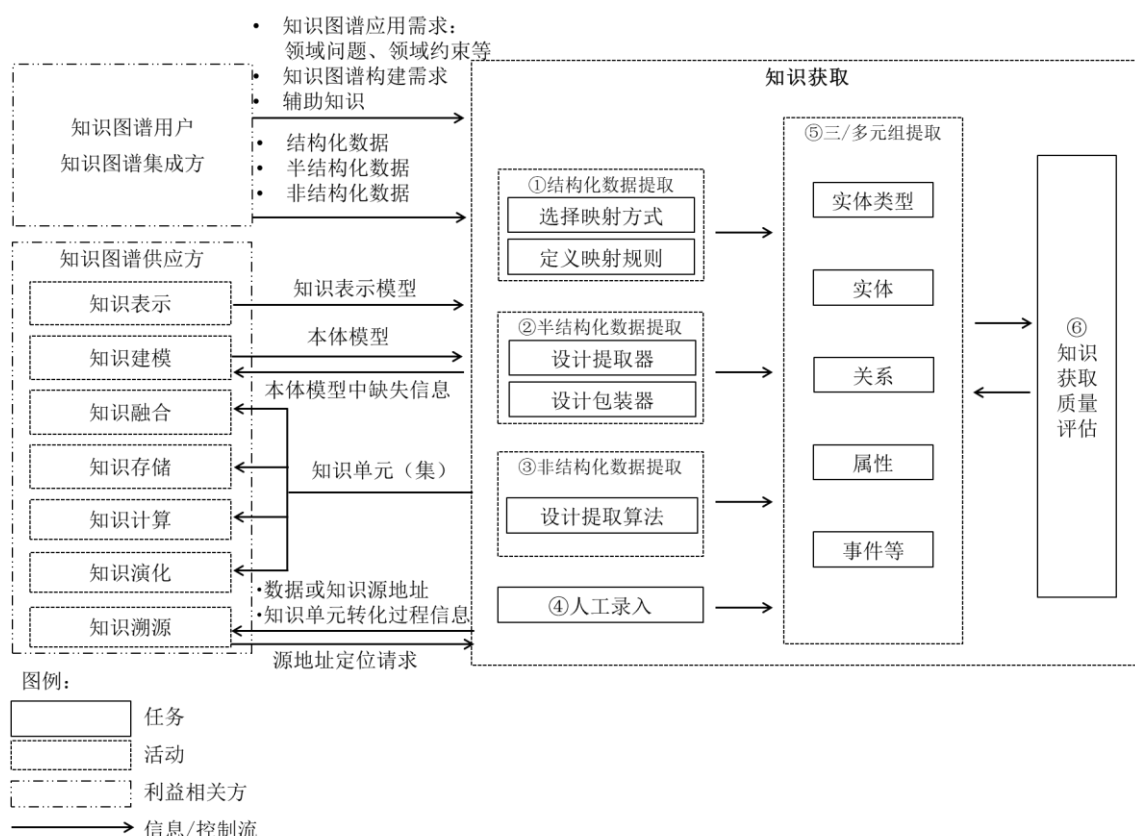 • 知识图谱应用需求：
领域问题、领域约束等
• 知识图谱构建需求
• 辅助知识
• 结构化数据
• 半结构化数据
• 非结构化数据
知识图谱用户
知识图谱集成方
知识图谱供应方
知识表示
知识建模
知识融合
知识存储
知识计算
知识演化
知识溯源
知识表示模型
本体模型
本体模型中缺失信息
知识单元（集）
•数据或知识源地址
•知识单元转化过程信息
源地址定位请求
知识获取
①结构化数据提取
选择映射方式
定义映射规则
②半结构化数据提取
设计提取器
设计包装器
③非结构化数据提取
设计提取算法
④人工录入
⑤三/多元组提取
实体类型
实体
关系
属性
事件等
⑥
知识
获取
质量
评估
图例：
任务
活动
利益相关方
信息/控制流